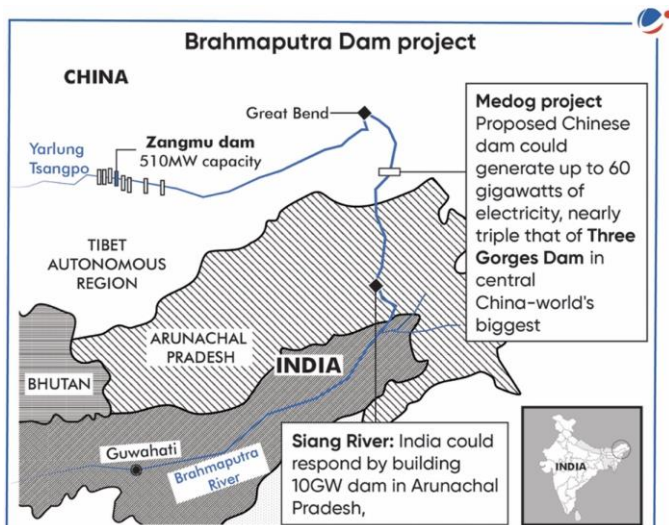 Brahmaputra Dam project
CHINA
Great Bend
Yarlung
Tsangpo
Zangmu dam
510MW capacity
Medog project
Proposed Chinese
dam could
generate up to 60
gigawatts of
electricity, nearly
triple that of Three
Gorges Dam in
central
China-world's
biggest
TIBET
AUTONOMOUS
REGION
ARUNACHAL
PRADESH
INDIA
BHUTAN
Guwahati
Brahmaputra
River
Siang River: India could
respond by building
10GW dam in Arunachal
Pradesh,
INDIA